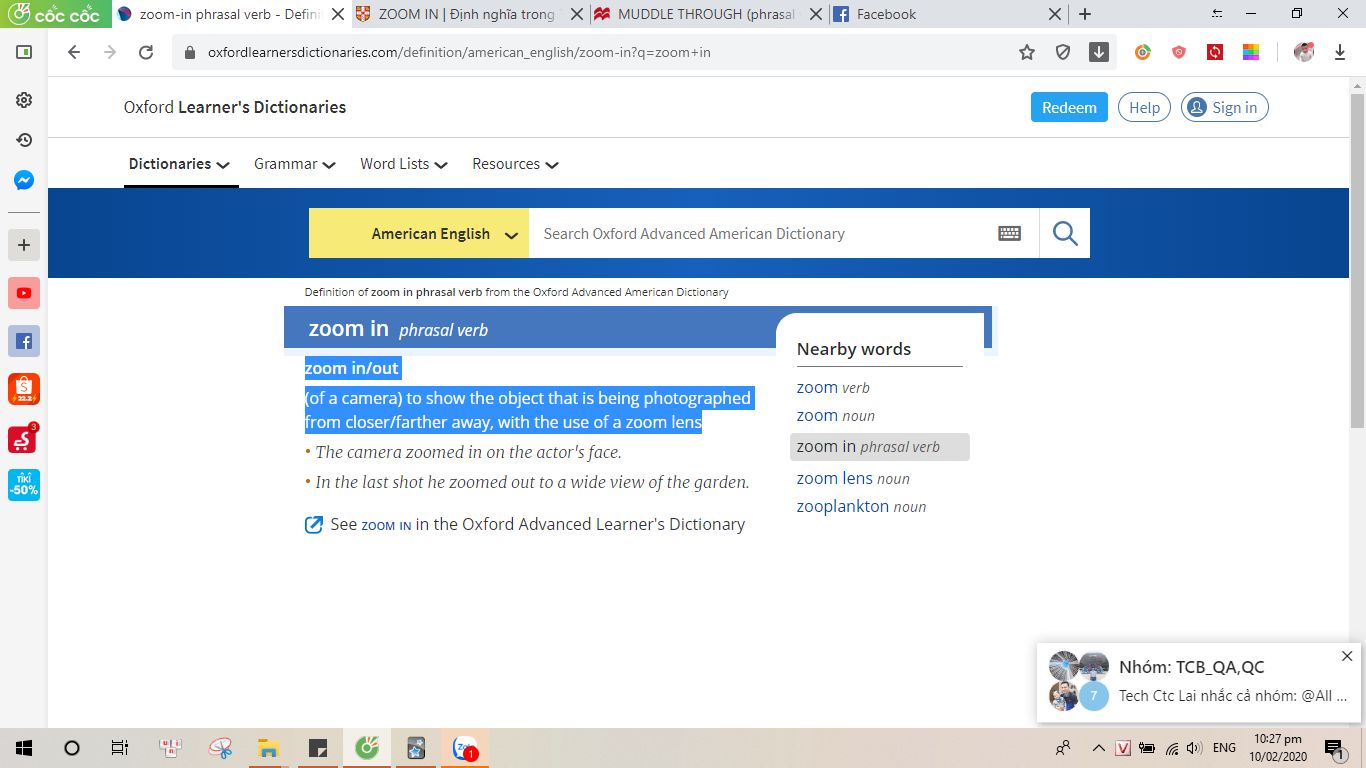 cốc cốc
zoom-in phrasal verb - Defini
ZOOM IN | Định nghĩa trong T
MUDDLE THROUGH (phrasal v
Facebook
oxfordlearnersdictionaries.com/definition/american_english/zoom-in?q=zoom+in
Oxford Learner's Dictionaries
Redeem
Help
Sign in
Dictionaries
Grammar
Word Lists
Resources
American English
Search Oxford Advanced American Dictionary
Definition of zoom in phrasal verb from the Oxford Advanced American Dictionary
zoom in phrasal verb
zoom in/out
(of a camera) to show the object that is being photographed
from closer/farther away, with the use of a zoom lens
• The camera zoomed in on the actor's face.
• In the last shot he zoomed out to a wide view of the garden.
See ZOOM IN in the Oxford Advanced Learner's Dictionary
Nearby words
zoom verb
zoom noun
zoom in phrasal verb
zoom lens noun
zooplankton noun
2.2
3
TIKI
-50%
7
Nhóm: TCB_QA,QC
Tech Ctc Lai nhắc cả nhóm: @All ...
Zalo
1
V
ENG
10:27 pm
10/02/2020
1